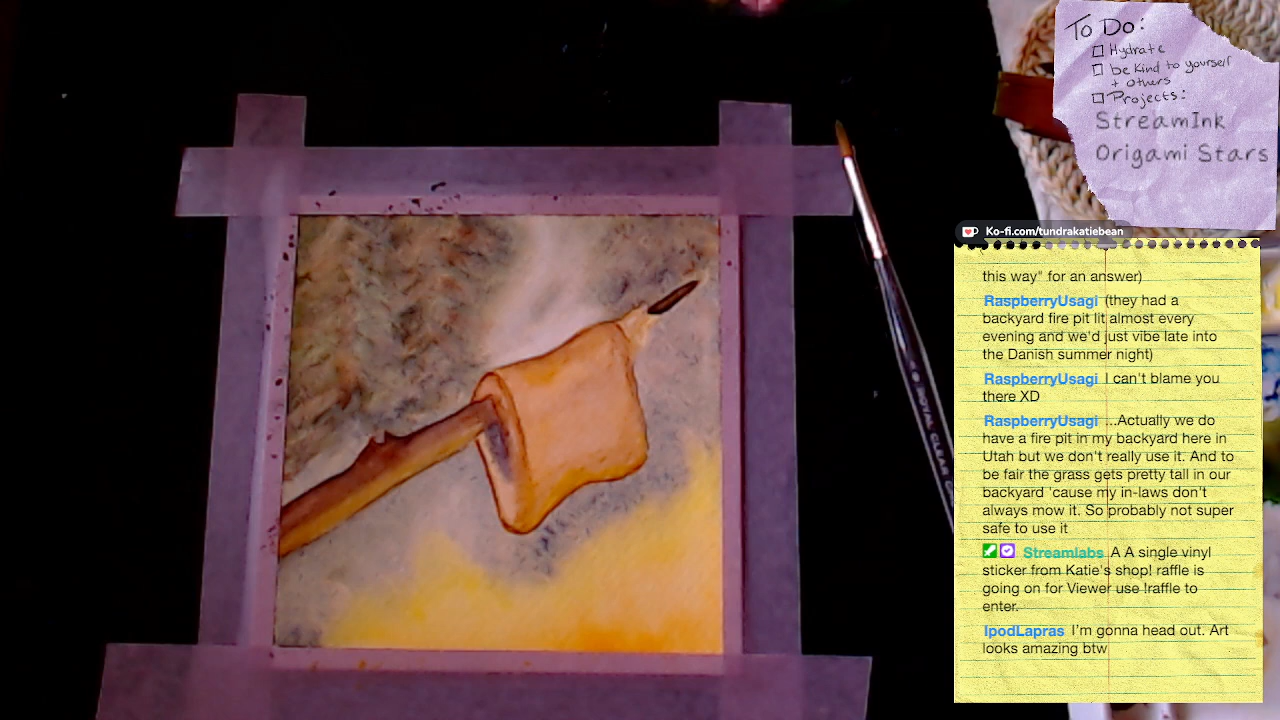 To Do:
Hydrate
be kind to yourself
+ others
Projects:
StreamInk
Origami Stars
Ko-fi.com/tundrakatiebean
this way" for an answer)
RaspberryUsagi (they had a
backyard fire pit lit almost every
evening and we'd just vibe late into
the Danish summer night)
RaspberryUsagi I can't blame you
there XD
RaspberryUsagi ...Actually we do
have a fire pit in my backyard here in
Utah but we don't really use it. And to
be fair the grass gets pretty tall in our
backyard 'cause my in-laws don't
always mow it. So probably not super
safe to use it
Streamlabs A A single vinyl
sticker from Katie's shop! raffle is
going on for Viewer use !raffle to
enter.
IpodLapras I'm gonna head out. Art
looks amazing btw
ROYAL CLEAR